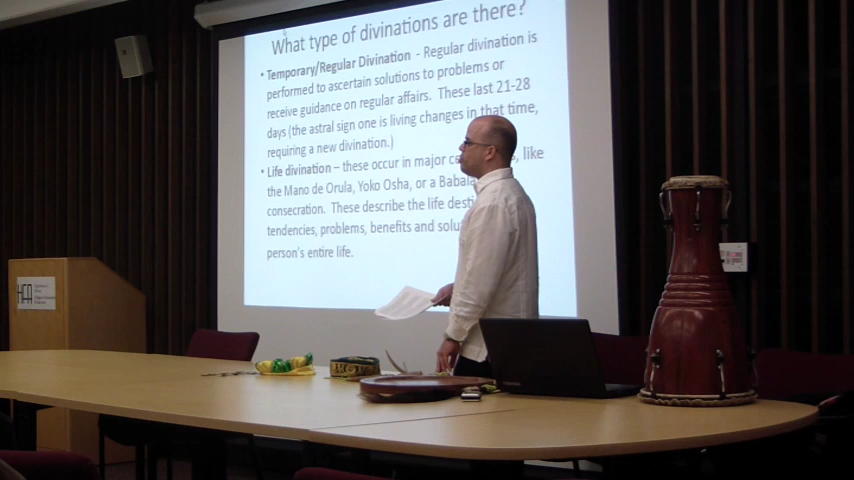 What type of divinations are there?
• Temporary/Regular Divination - Regular divination is
performed to ascertain solutions to problems or
receive guidance on regular affairs. These last 21-28
days (the astral sign one is living changes in that time,
requiring a new divination.)
• Life divination – these occur in major like
the Mano de Orula, Yoko Osha, or a
consecration. These describe the life
tendencies, problems, benefits and
person's entire life.
HFA